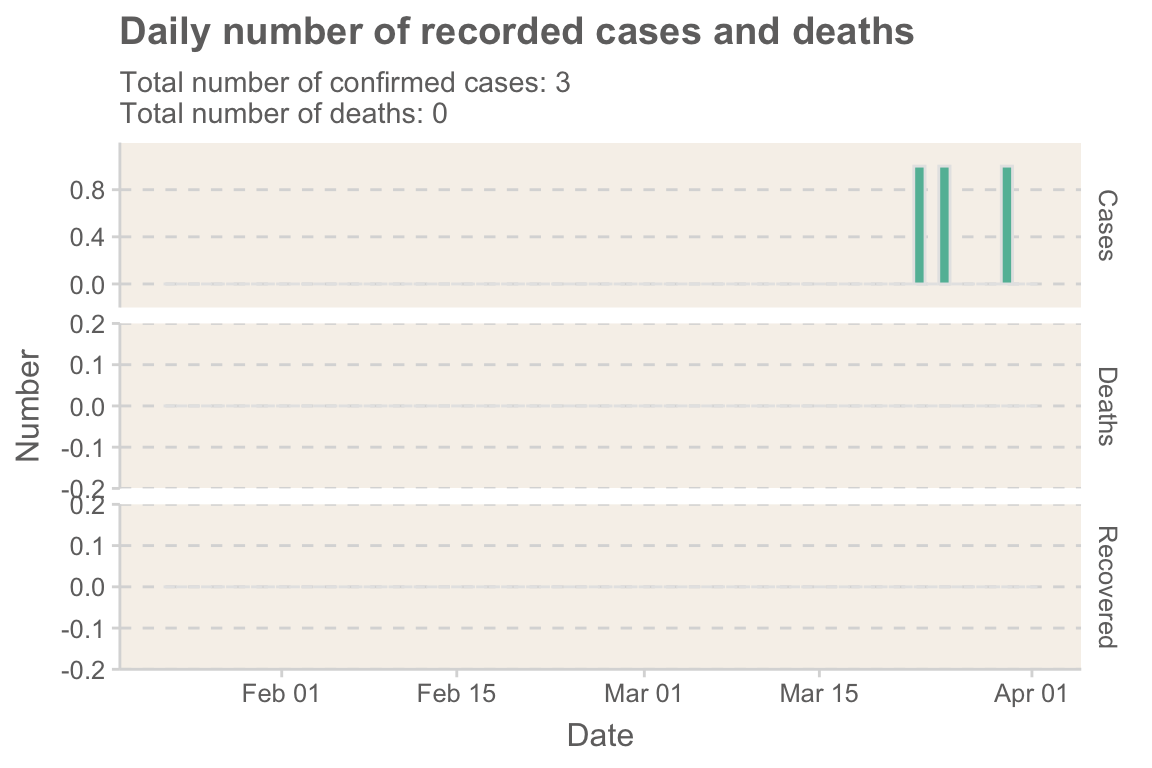 Daily number of recorded cases and deaths
Total number of confirmed cases: 3
Total number of deaths: 0
0.8
0.4
0.0
Cases
0.2
0.1
0.0
-0.1
-0.2
Deaths
0.2
0.1
0.0
-0.1
-0.2
Recovered
Number
Feb 01 Feb 15 Mar 01 Mar 15 Apr 01
Date